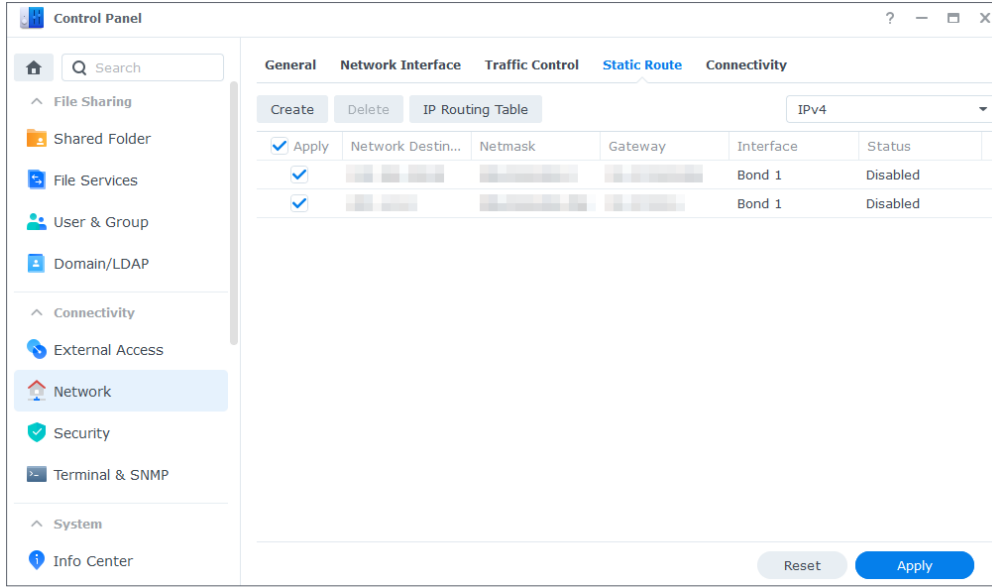 Control Panel
?
Search
General Network Interface Traffic Control Static Route Connectivity
File Sharing
Shared Folder
File Services
User & Group
Domain/LDAP
Connectivity
External Access
Network
Security
Terminal & SNMP
System
Info Center
Create Delete IP Routing Table IPv4
Apply Network Destin... Netmask Gateway Interface Status
Bond 1 Disabled
Bond 1 Disabled
Reset Apply